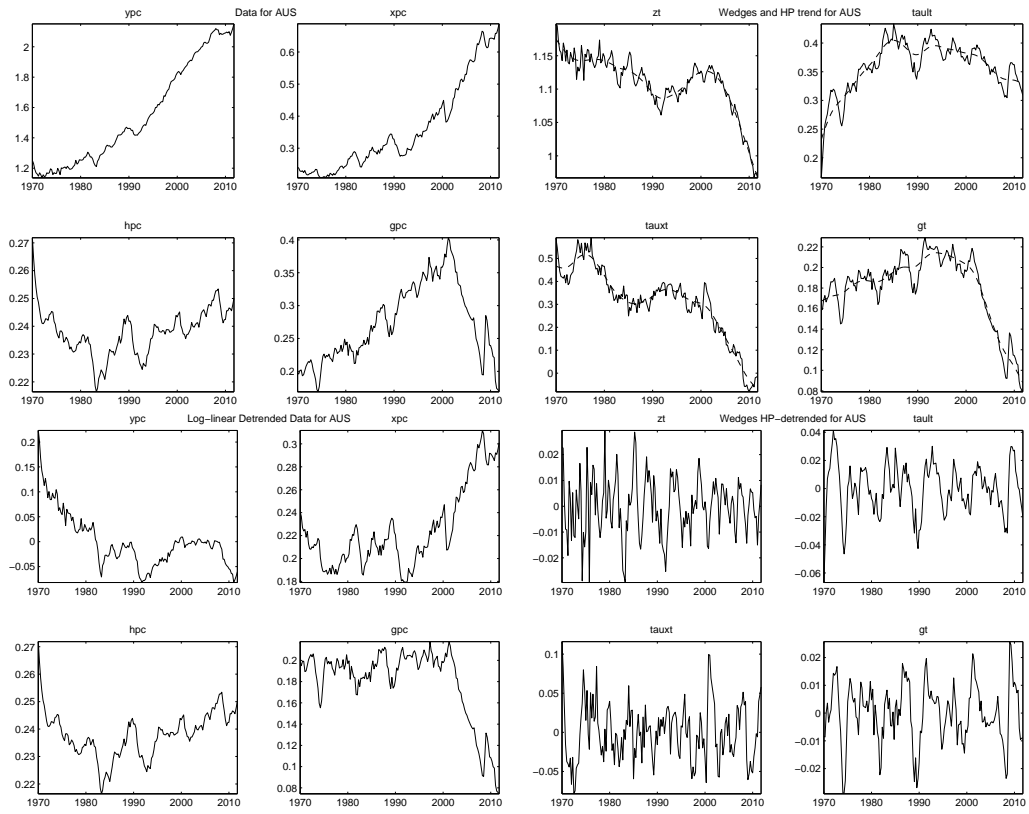 Data for AUS
ypc
xpc
2
1.8
1.6
1.4
1.2
1970 1980 1990 2000 2010
0.6
0.5
0.4
0.3
1970 1980 1990 2000 2010
Wedges and HP trend for AUS
zt
tault
1.15
1.1
1.05
1
1970 1980 1990 2000 2010
0.4
0.35
0.3
0.25
0.2
1970 1980 1990 2000 2010
hpc
gpc
0.27
0.26
0.25
0.24
0.23
0.22
1970 1980 1990 2000 2010
0.4
0.35
0.3
0.25
0.2
1970 1980 1990 2000 2010
tauxt
gt
0.5
0.4
0.3
0.2
0.1
0
1970 1980 1990 2000 2010
0.22
0.2
0.18
0.16
0.14
0.12
0.1
0.08
1970 1980 1990 2000 2010
Log−linear Detrended Data for AUS
ypc
xpc
0.2
0.15
0.1
0.05
0
−0.05
1970 1980 1990 2000 2010
0.3
0.28
0.26
0.24
0.22
0.2
0.18
1970 1980 1990 2000 2010
Wedges HP−detrended for AUS
zt
tault
0.02
0.01
0
−0.01
−0.02
1970 1980 1990 2000 2010
0.04
0.02
0
−0.02
−0.04
−0.06
1970 1980 1990 2000 2010
hpc
gpc
0.27
0.26
0.25
0.24
0.23
0.22
1970 1980 1990 2000 2010
0.2
0.18
0.16
0.14
0.12
0.1
0.08
1970 1980 1990 2000 2010
tauxt
gt
0.1
0.05
0
−0.05
1970 1980 1990 2000 2010
0.02
0.01
0
−0.01
−0.02
1970 1980 1990 2000 2010